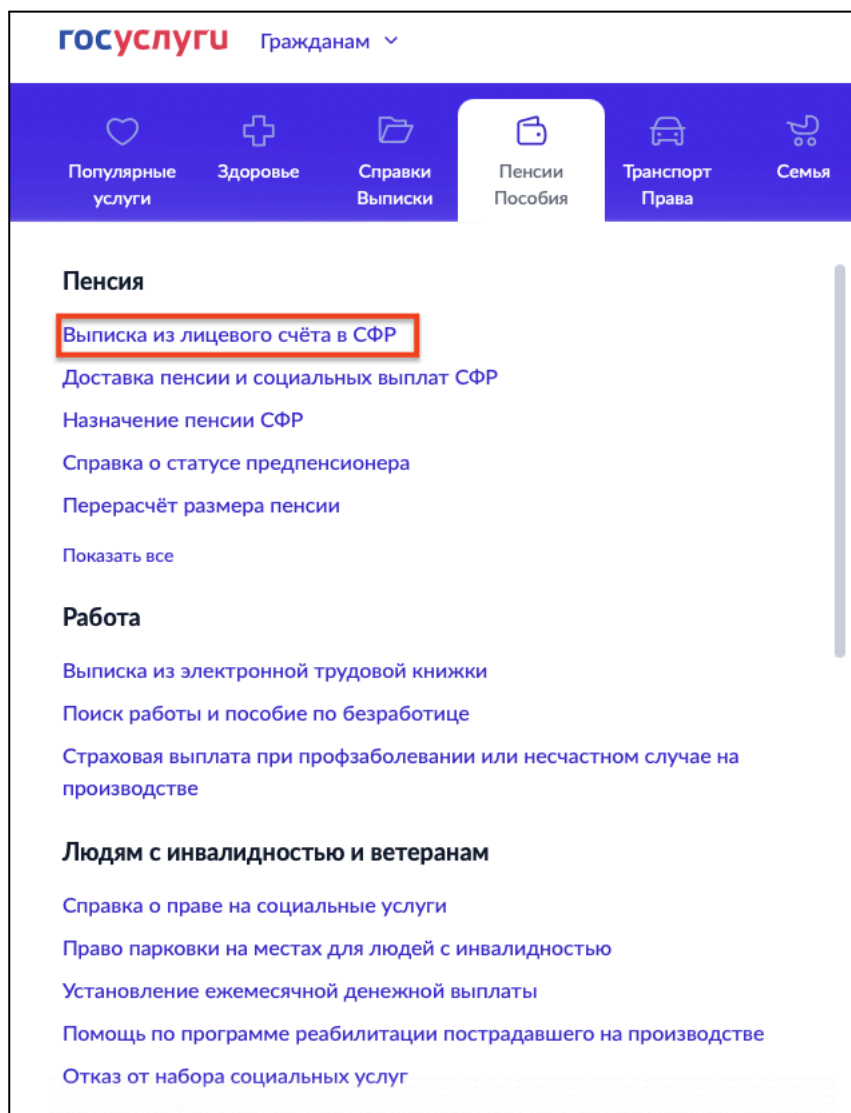 госуслуги Гражданам
Популярные услуги
Здоровье
Справки Выписки
Пенсии Пособия
Транспорт Права
Семья
Пенсия
Выписка из лицевого счёта в СФР
Доставка пенсии и социальных выплат СФР
Назначение пенсии СФР
Справка о статусе предпенсионера
Перерасчёт размера пенсии
Показать все
Работа
Выписка из электронной трудовой книжки
Поиск работы и пособие по безработице
Страховая выплата при профзаболевании или несчастном случае на
производстве
Людям с инвалидностью и ветеранам
Справка о праве на социальные услуги
Право парковки на местах для людей с инвалидностью
Установление ежемесячной денежной выплаты
Помощь по программе реабилитации пострадавшего на производстве
Отказ от набора социальных услуг